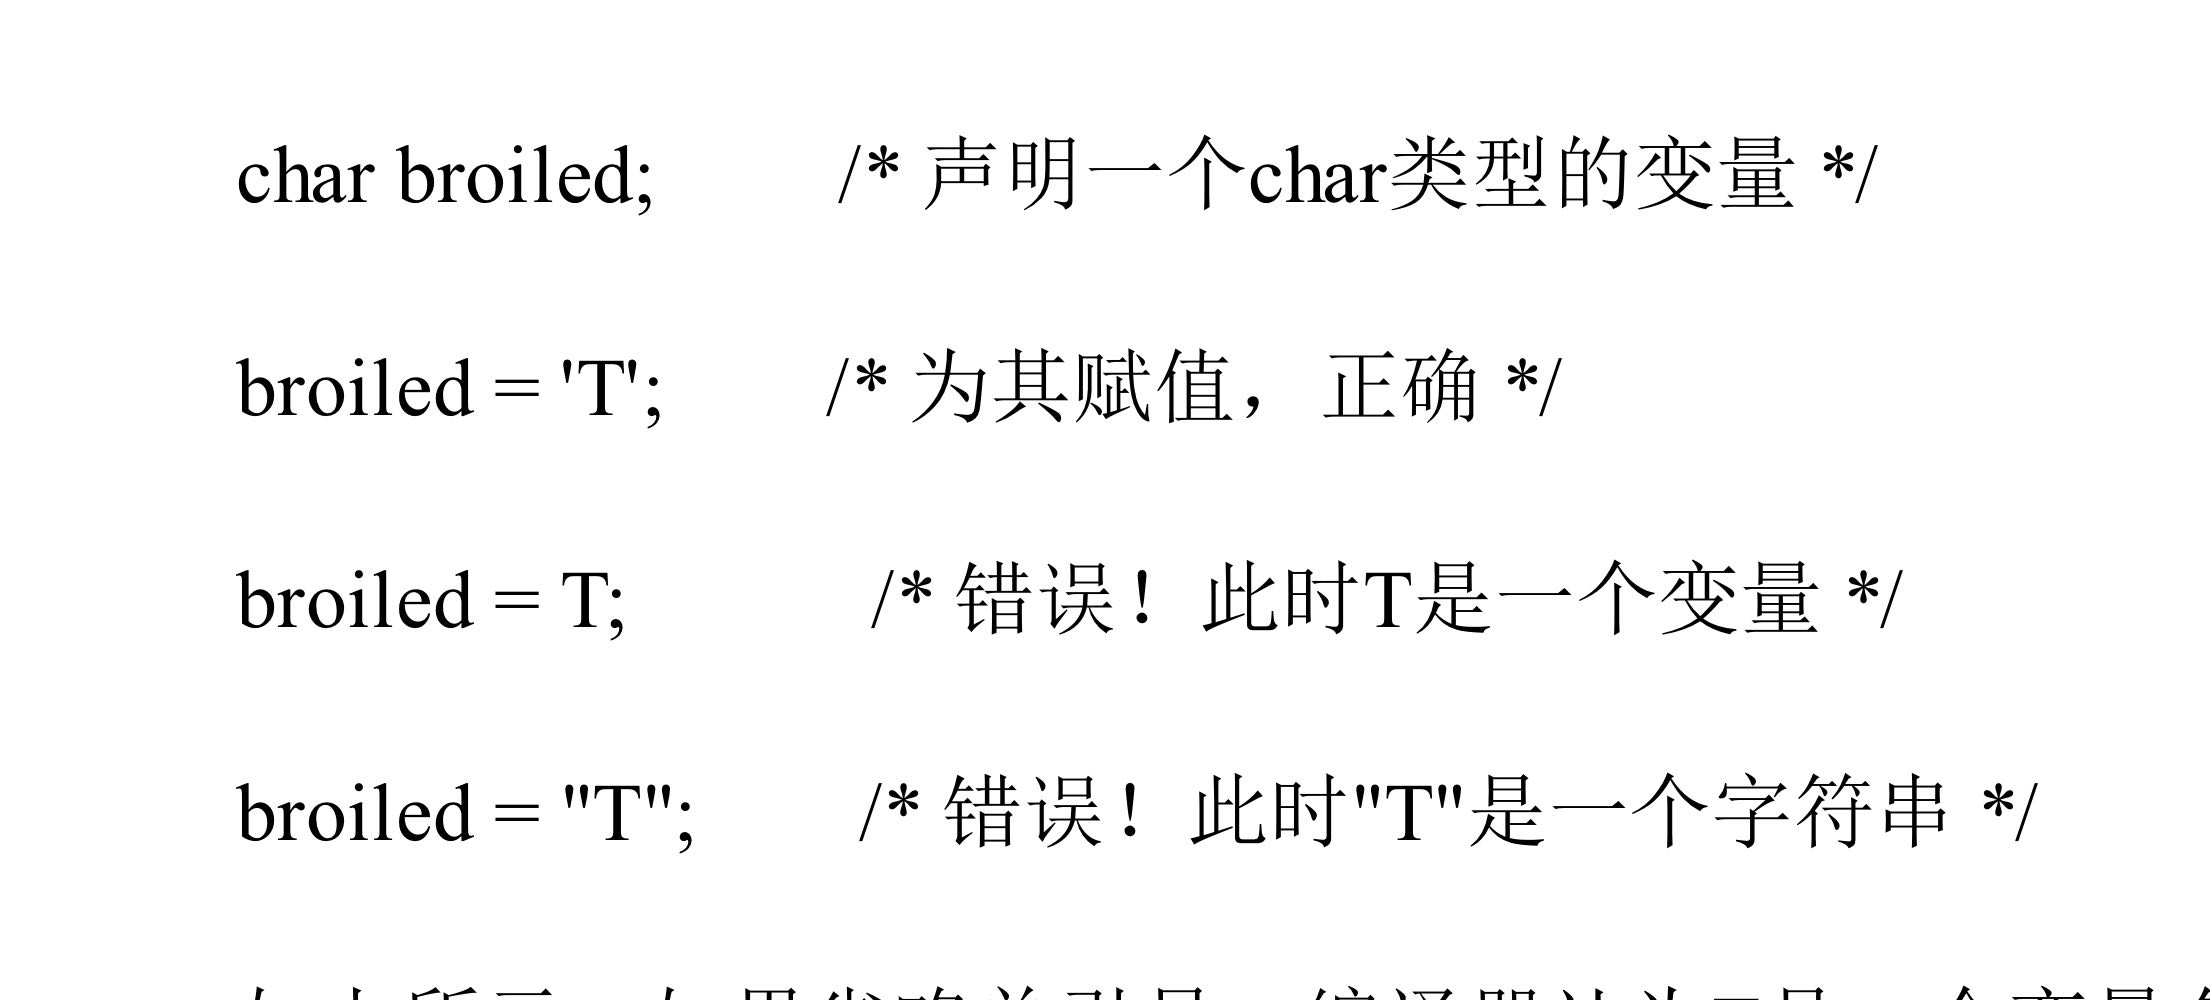 char broiled; /* 声明一个char类型的变量 */
broiled = 'T'; /* 为其赋值，正确 */
broiled = T; /* 错误！此时T是一个变量 */
broiled = "T"; /* 错误！此时"T"是一个字符串 */